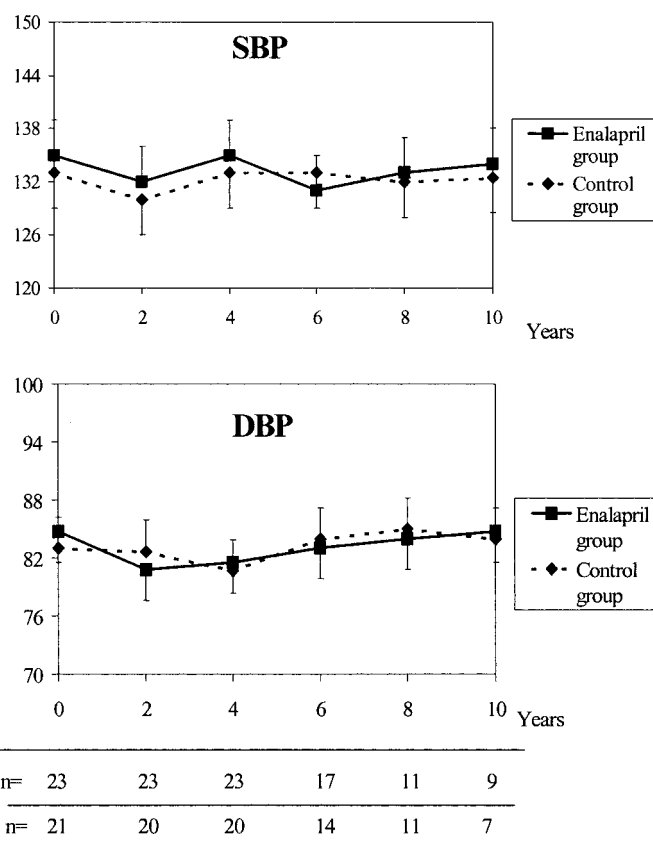 SBP
150
144
138
132
126
120
0 2 4 6 8 10
Years
Enalapril
group
Control
group
DBP
100
94
88
82
76
70
0 2 4 6 8 10
Years
Enalapril
group
Control
group
n= 23 23 23 17 11 9
n= 21 20 20 14 11 7